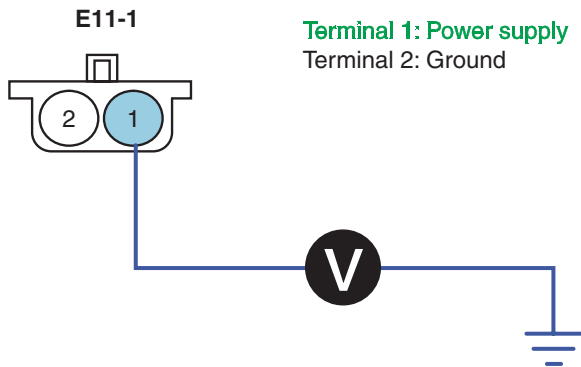 E11-1
Terminal 1: Power supply
Terminal 2: Ground
2 1
V